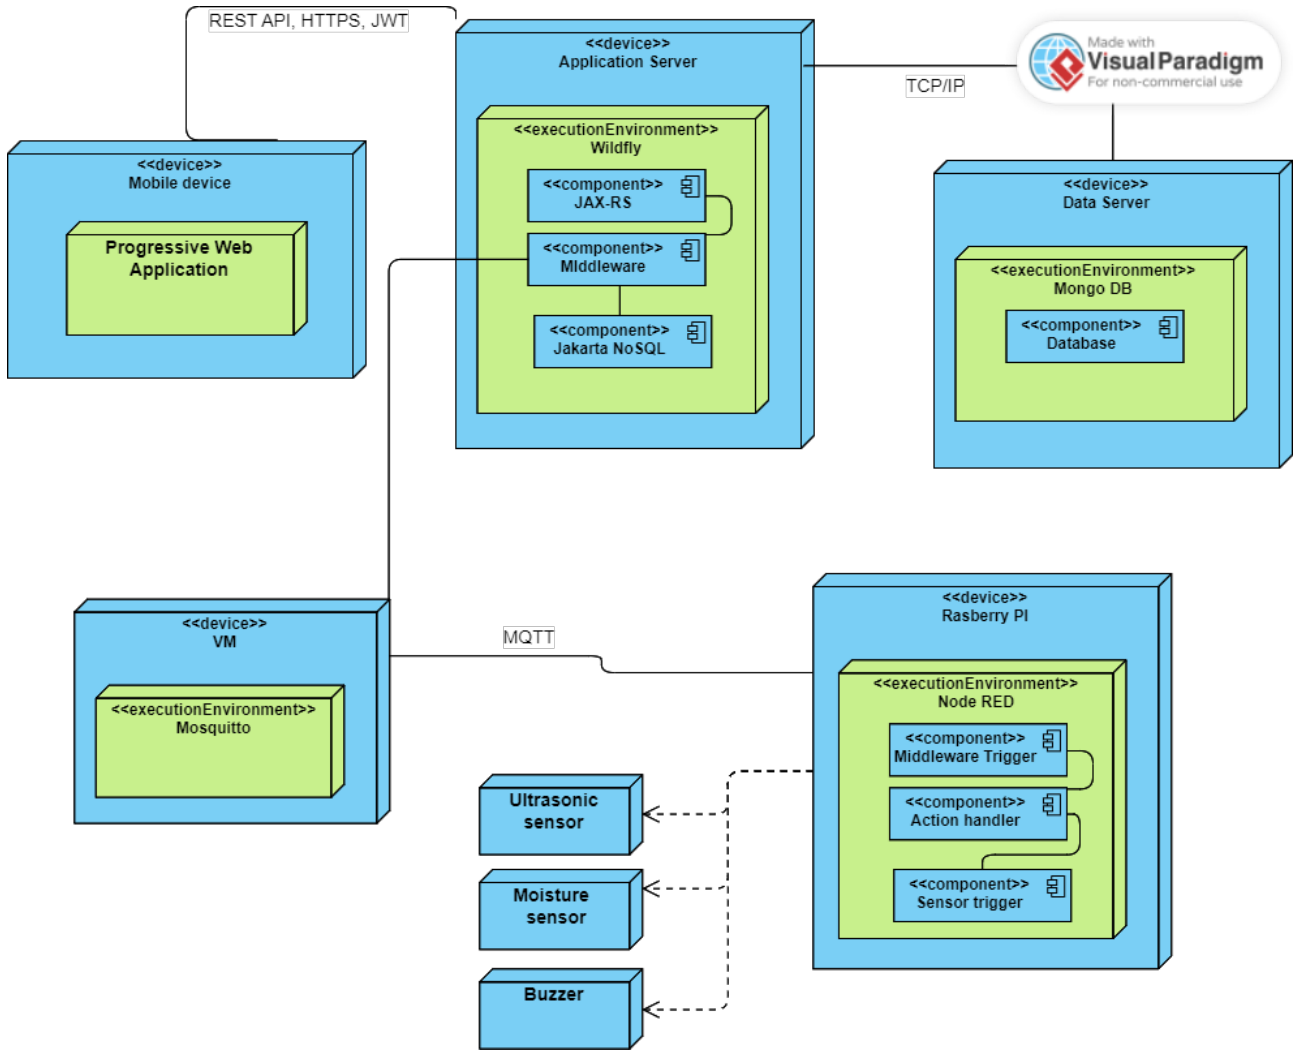 REST API, HTTPS, JWT
<<device>>
Application Server
<<executionEnvironment>>
Wildfly
<<component>>
JAX-RS
<<component>>
MIddleware
<<component>>
Jakarta NoSQL
TCP/IP
Made with
Visual Paradigm
For non-commercial use
<<device>>
Mobile device
Progressive Web
Application
<<device>>
Data Server
<<executionEnvironment>>
Mongo DB
<<component>>
Database
<<device>>
VM
<<executionEnvironment>>
Mosquitto
MQTT
<<device>>
Rasberry PI
<<executionEnvironment>>
Node RED
<<component>>
Middleware Trigger
<<component>>
Action handler
<<component>>
Sensor trigger
Ultrasonic
sensor
Moisture
sensor
Buzzer